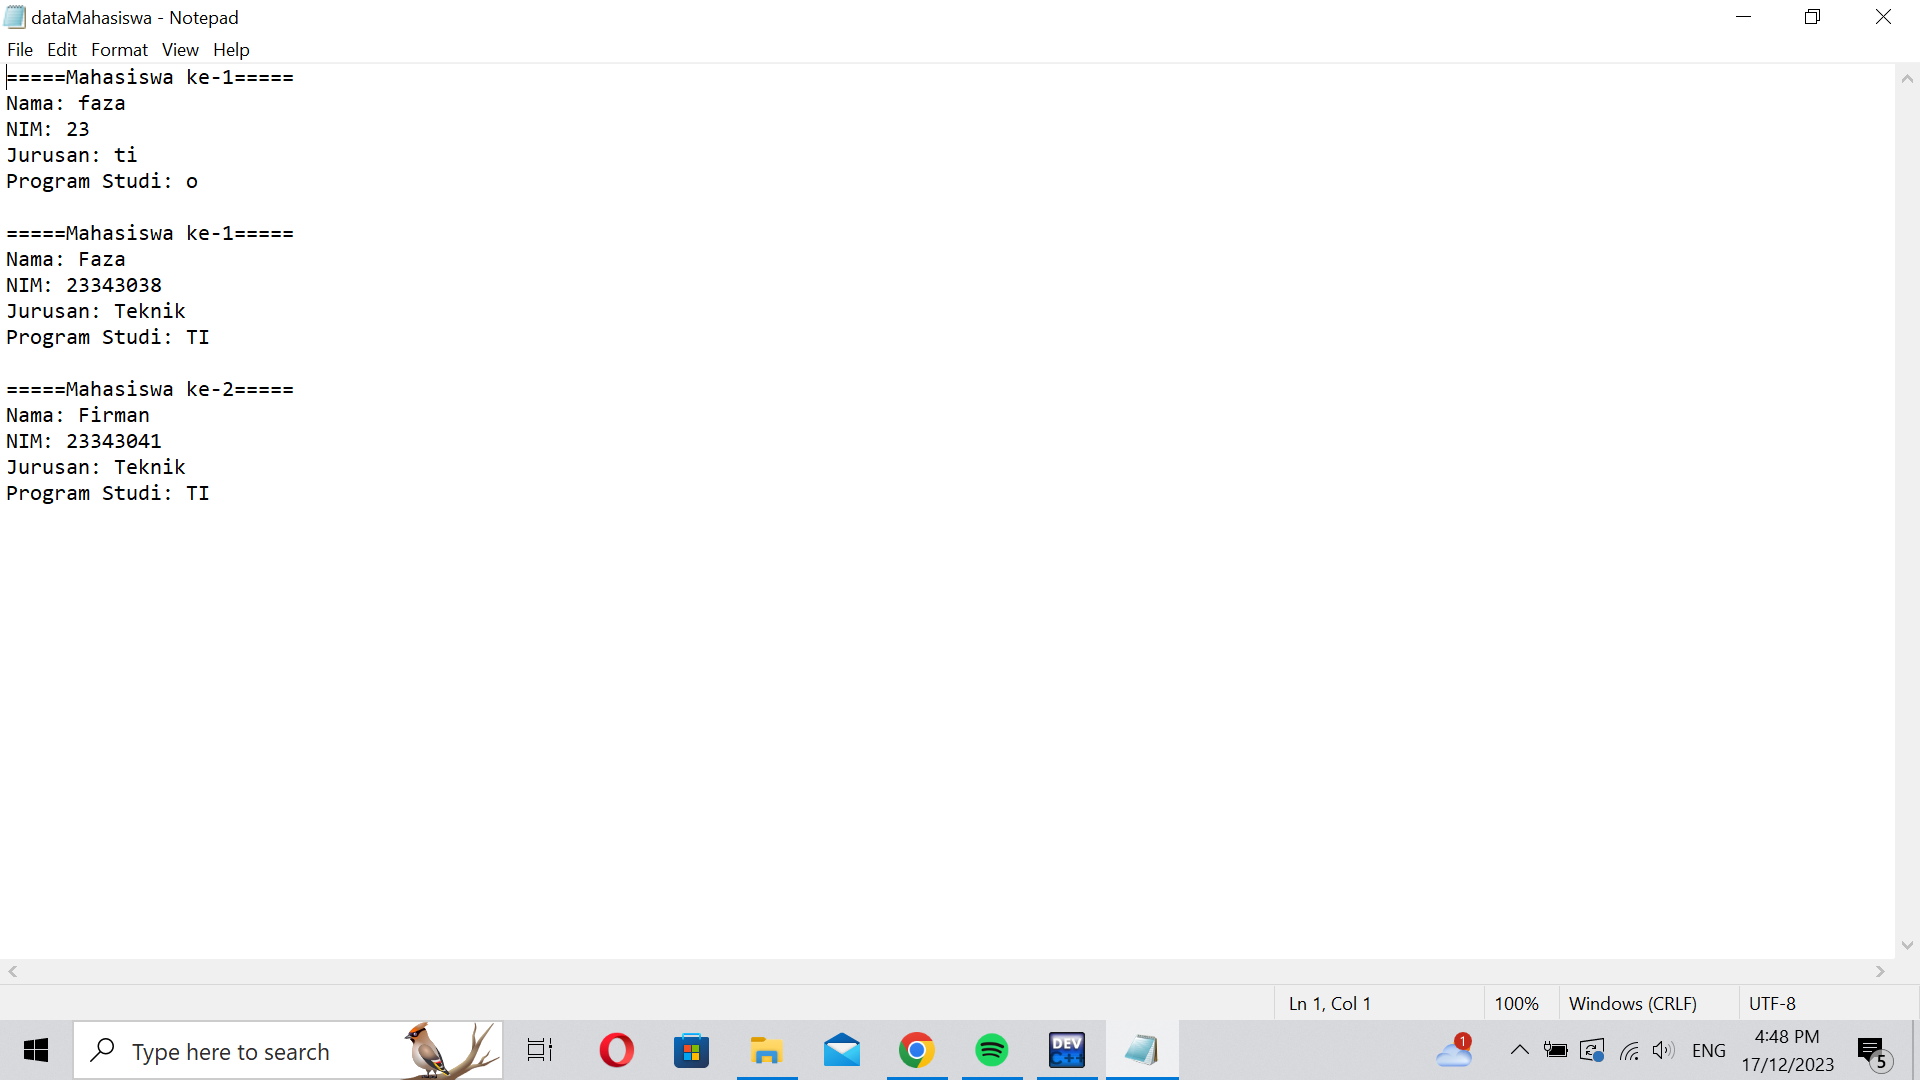 dataMahasiswa - Notepad
File Edit Format View Help
=====Mahasiswa ke-1=====
Nama: faza
NIM: 23
Jurusan: ti
Program Studi: o
=====Mahasiswa ke-1=====
Nama: Faza
NIM: 23343038
Jurusan: Teknik
Program Studi: TI
=====Mahasiswa ke-2=====
Nama: Firman
NIM: 23343041
Jurusan: Teknik
Program Studi: TI
Ln 1, Col 1 100% Windows (CRLF) UTF-8
Type here to search
DEV C++
1
ENG
4:48 PM
17/12/2023
5